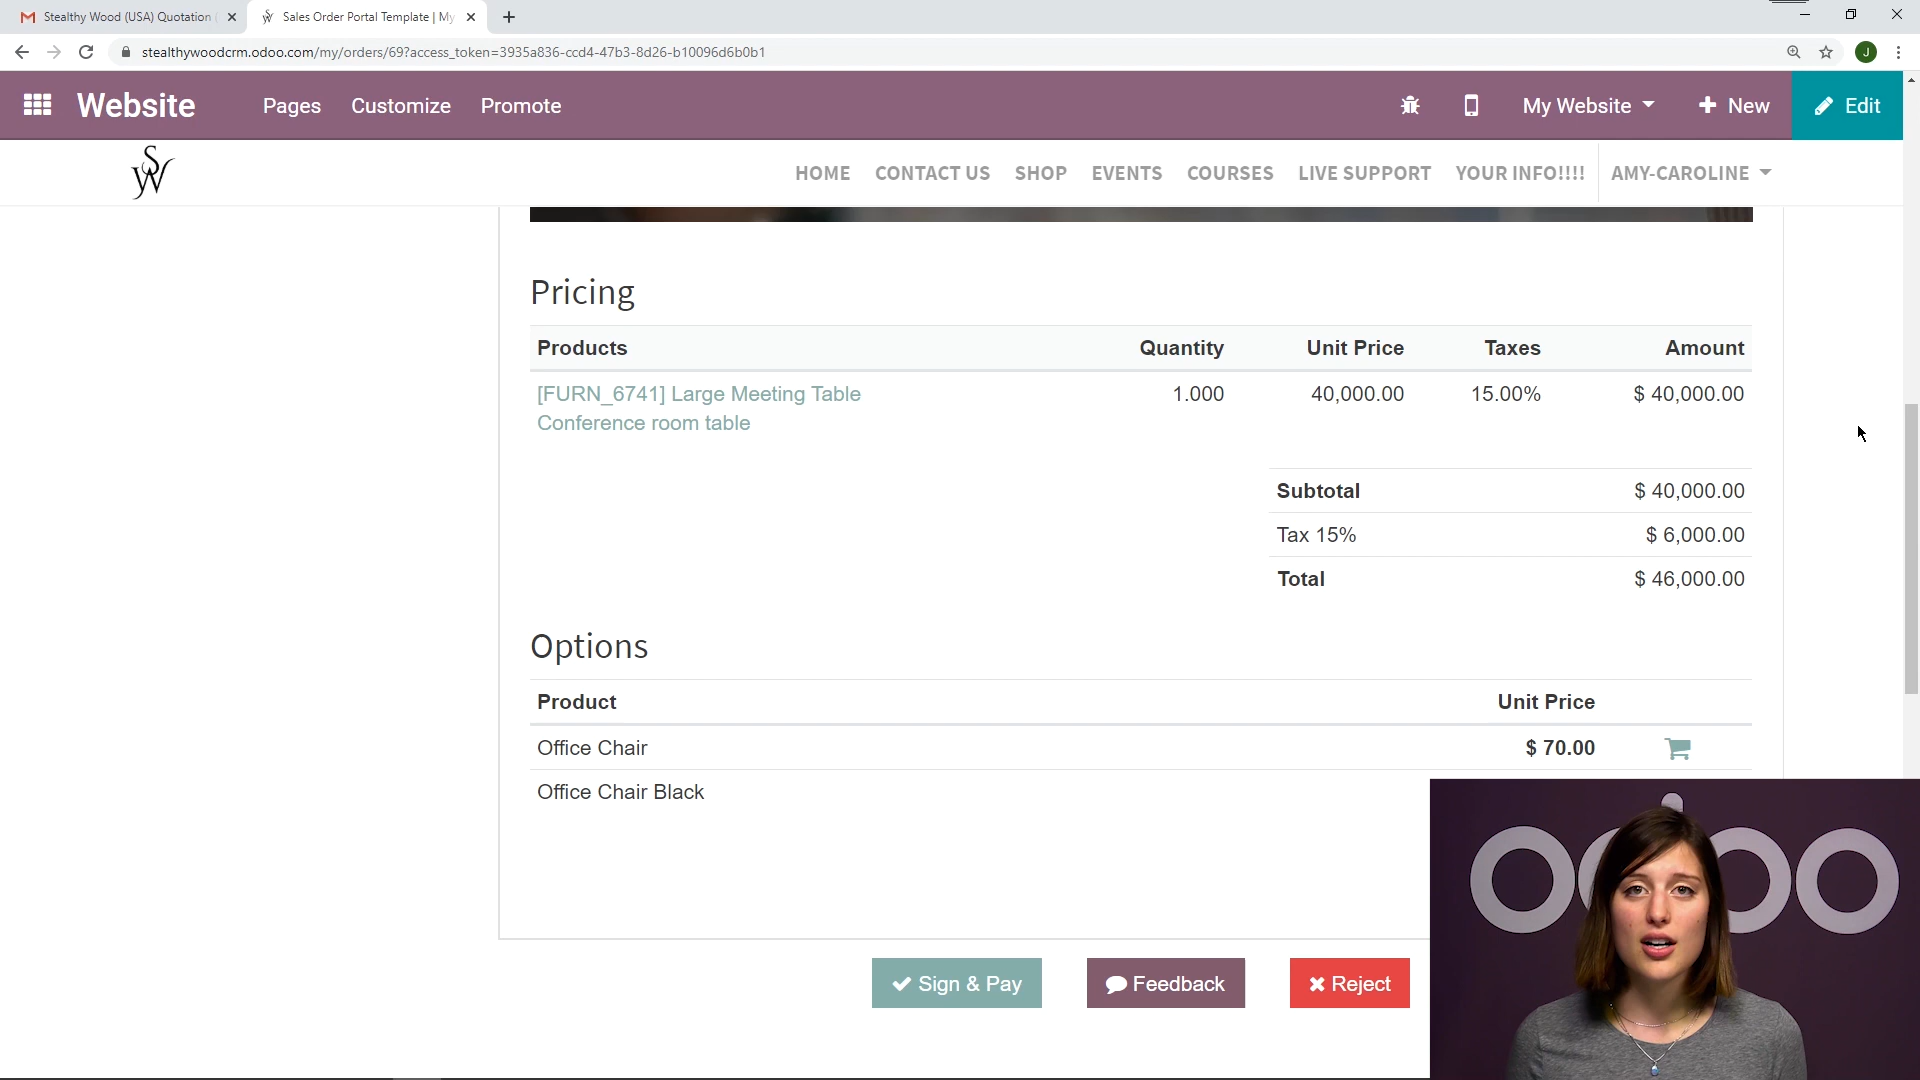 Stealthy Wood (USA) Quotation
Sales Order Portal Template | My
stealthywoodcrm.odoo.com/my/orders/69?access_token=3935a836-ccd4-47b3-8d26-b10096d6b0b1
J
Website Pages Customize Promote My Website New Edit
SW
HOME CONTACT US SHOP EVENTS COURSES LIVE SUPPORT YOUR INFO!!!! AMY-CAROLINE
Pricing
Products Quantity Unit Price Taxes Amount
[FURN_6741] Large Meeting Table 1.000 40,000.00 15.00% $ 40,000.00
Conference room table
Subtotal $ 40,000.00
Tax 15% $ 6,000.00
Total $ 46,000.00
Options
Product Unit Price
Office Chair $ 70.00
Office Chair Black
odoo
Sign & Pay Feedback Reject